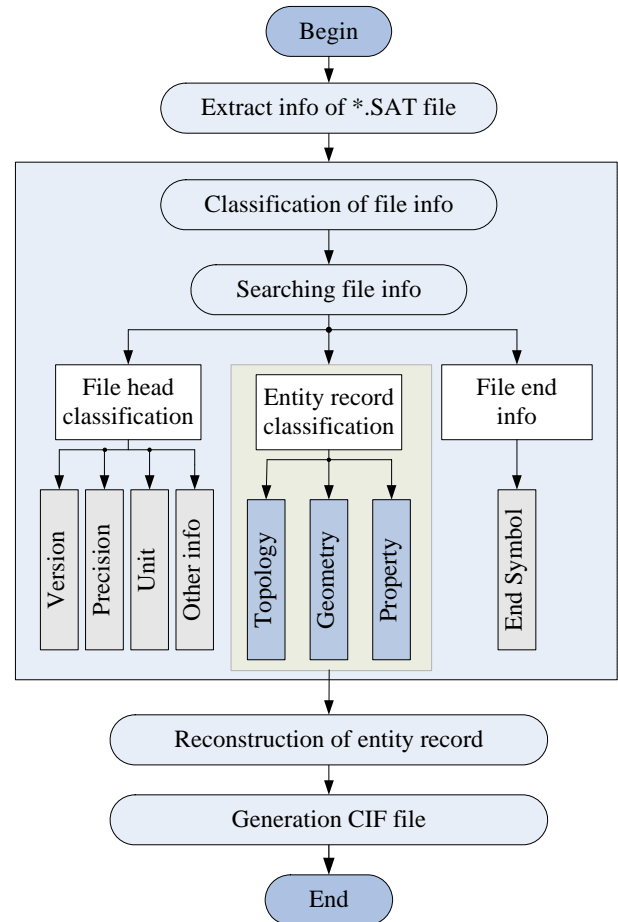 Begin
Extract info of *.SAT file
Classification of file info
Searching file info
File head
classification
Entity record
classification
File end
info
Version
Precision
Unit
Other info
Topology
Geometry
Property
End Symbol
Reconstruction of entity record
Generation CIF file
End